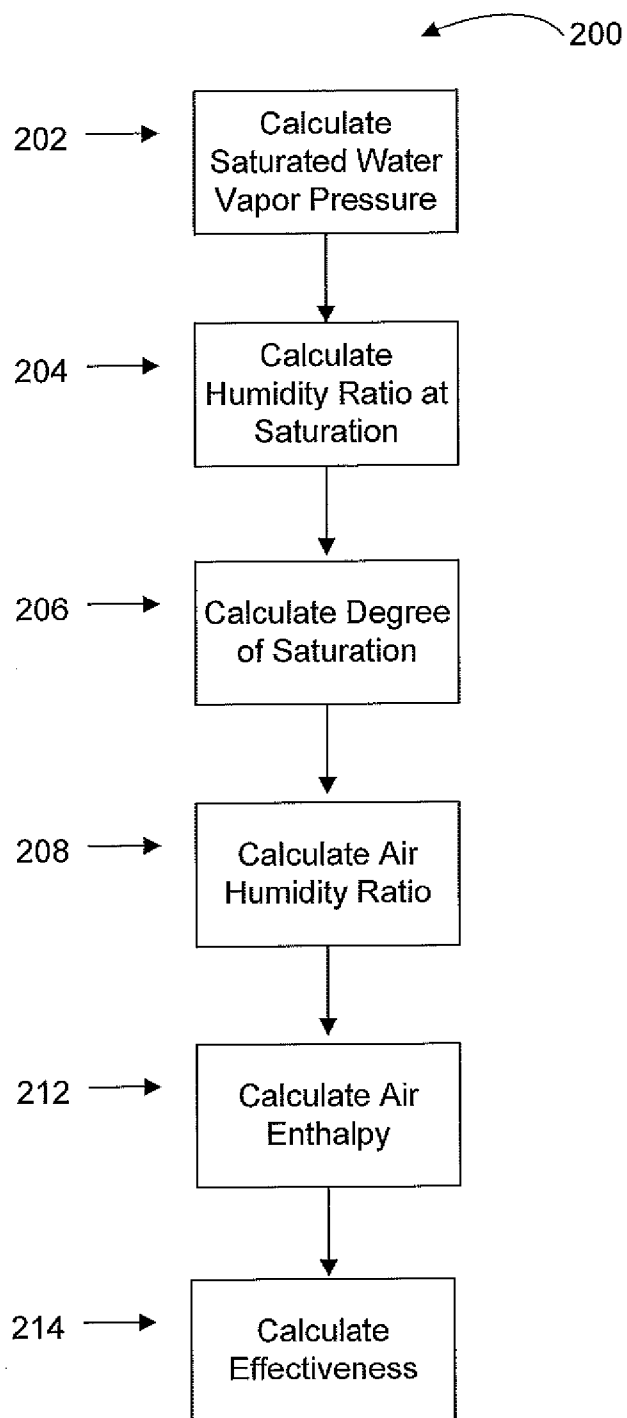 200
202
Calculate
Saturated Water
Vapor Pressure
204
Calculate
Humidity Ratio at
Saturation
206
Calculate Degree
of Saturation
208
Calculate Air
Humidity Ratio
212
Calculate Air
Enthalpy
214
Calculate
Effectiveness